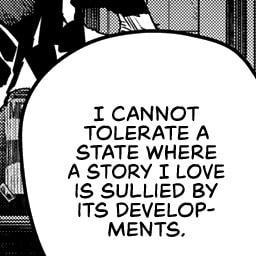 I CANNOT
TOLERATE A
STATE WHERE
A STORY I LOVE
IS SULLIED BY
ITS DEVELOP-
MENTS.